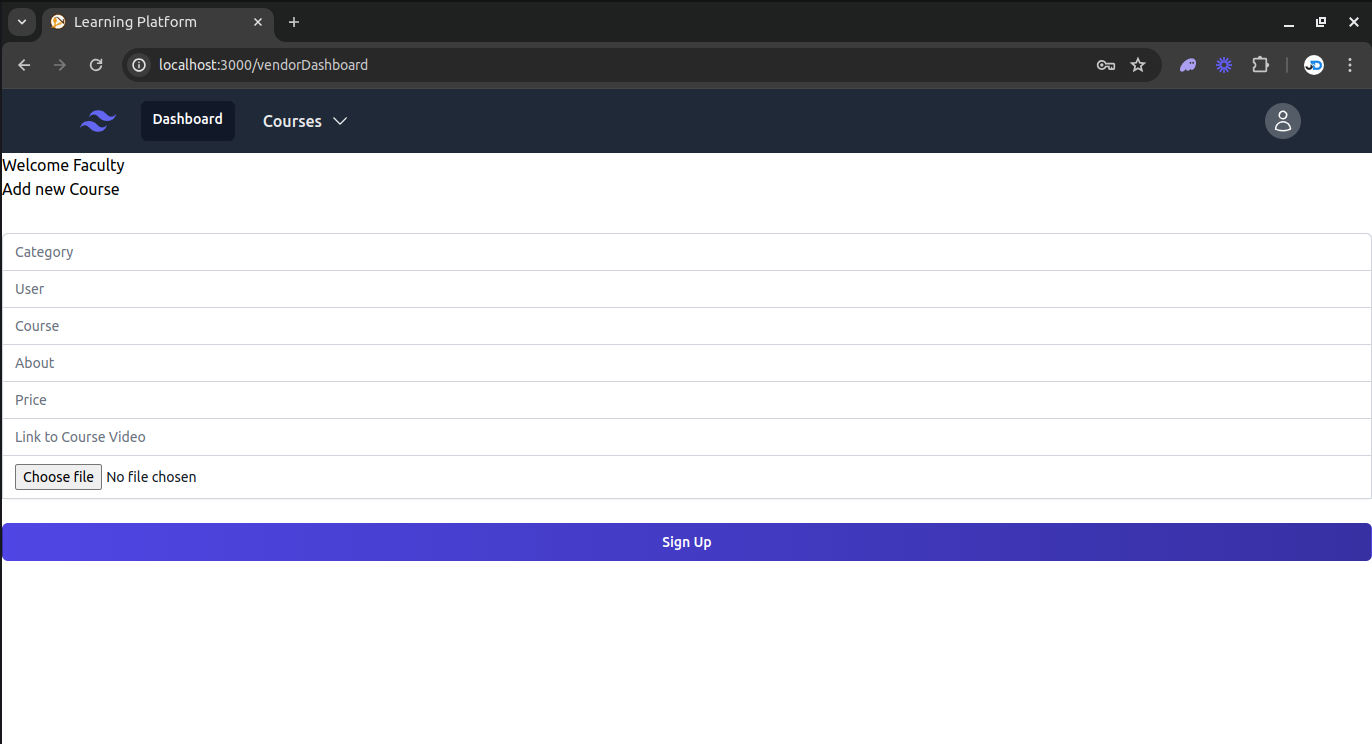 Learning Platform
localhost:3000/vendorDashboard
Dashboard
Courses
Welcome Faculty
Add new Course
Category
User
Course
About
Price
Link to Course Video
Choose file No file chosen
Sign Up